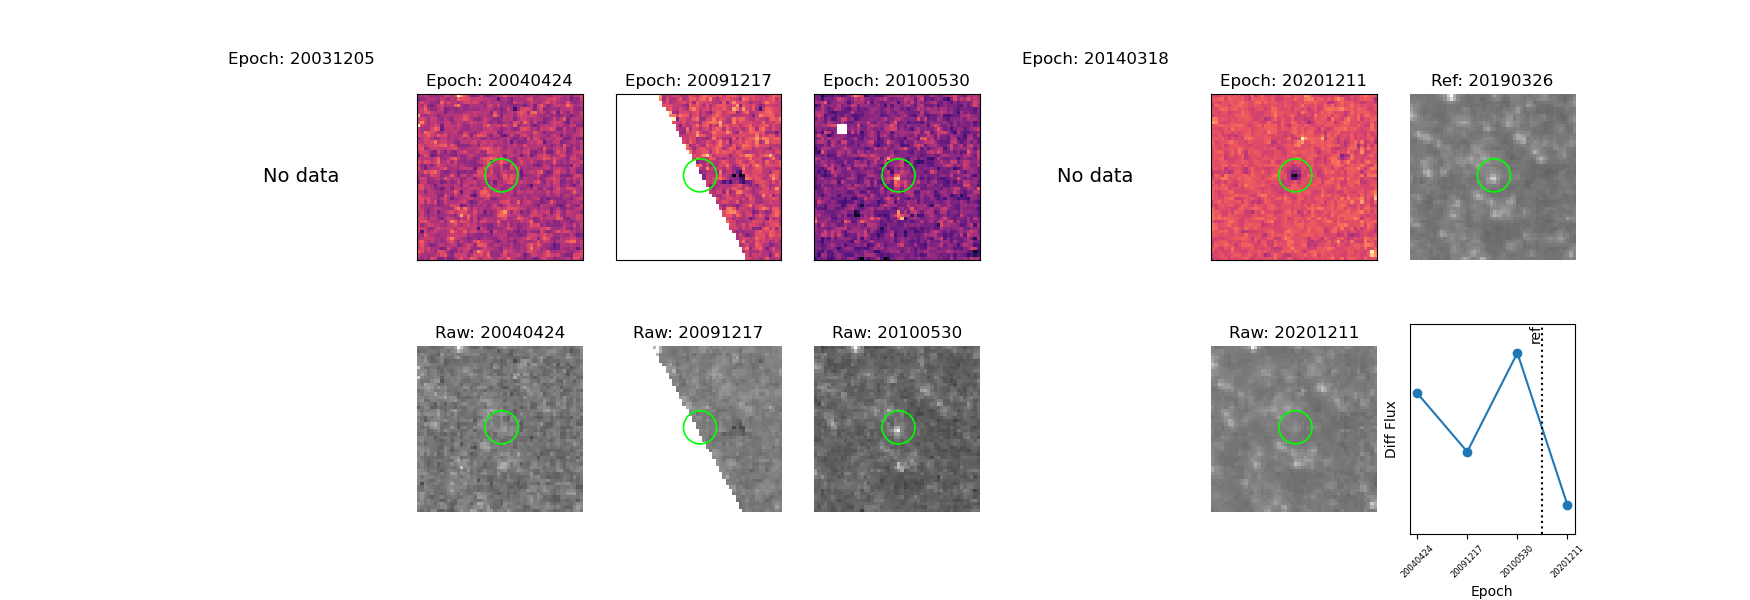 Epoch: 20031205
No data
Epoch: 20040424
Epoch: 20091217
Epoch: 20100530
Epoch: 20140318
No data
Epoch: 20201211
Ref: 20190326
Raw: 20040424
Raw: 20091217
Raw: 20100530
Raw: 20201211
ref
Diff Flux
20040424
20091217
20100530
20201211
Epoch